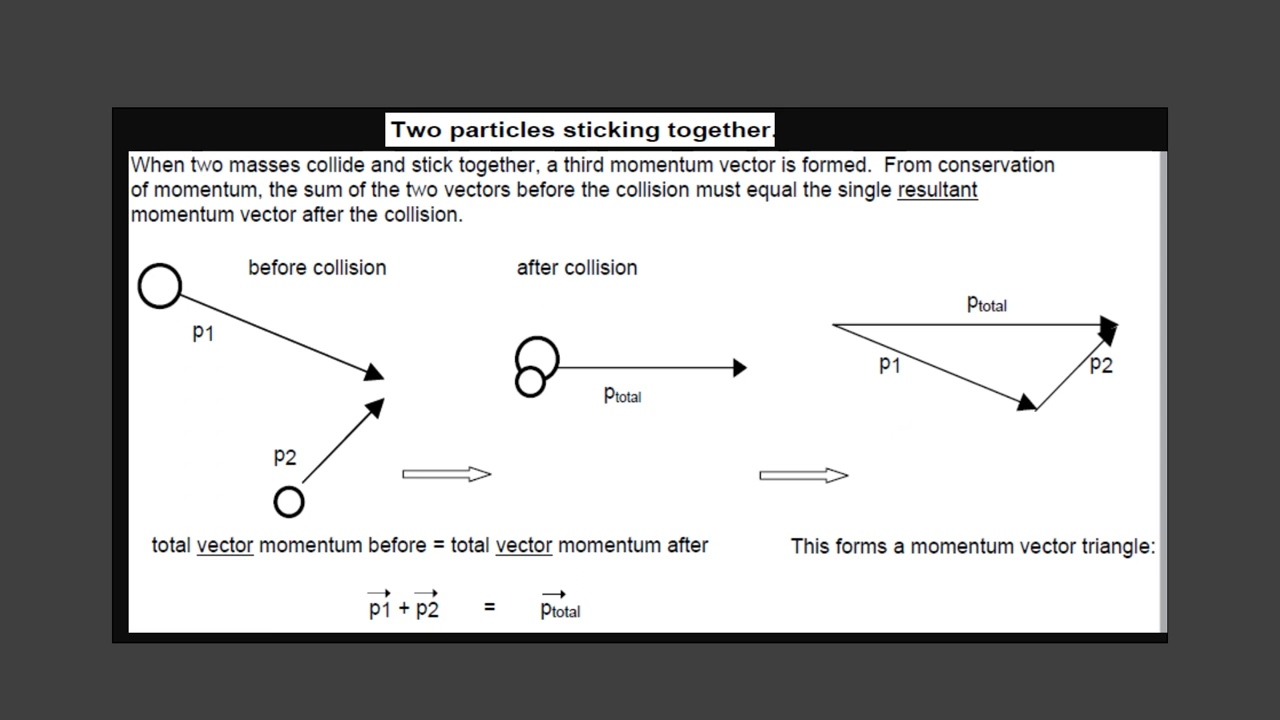 Two particles sticking together.
When two masses collide and stick together, a third momentum vector is formed. From conservation
of momentum, the sum of the two vectors before the collision must equal the single resultant
momentum vector after the collision.
before collision
after collision
p1
p2
ptotal
ptotal
p1
p2
total vector momentum before = total vector momentum after
This forms a momentum vector triangle:
p1 + p2 = ptotal